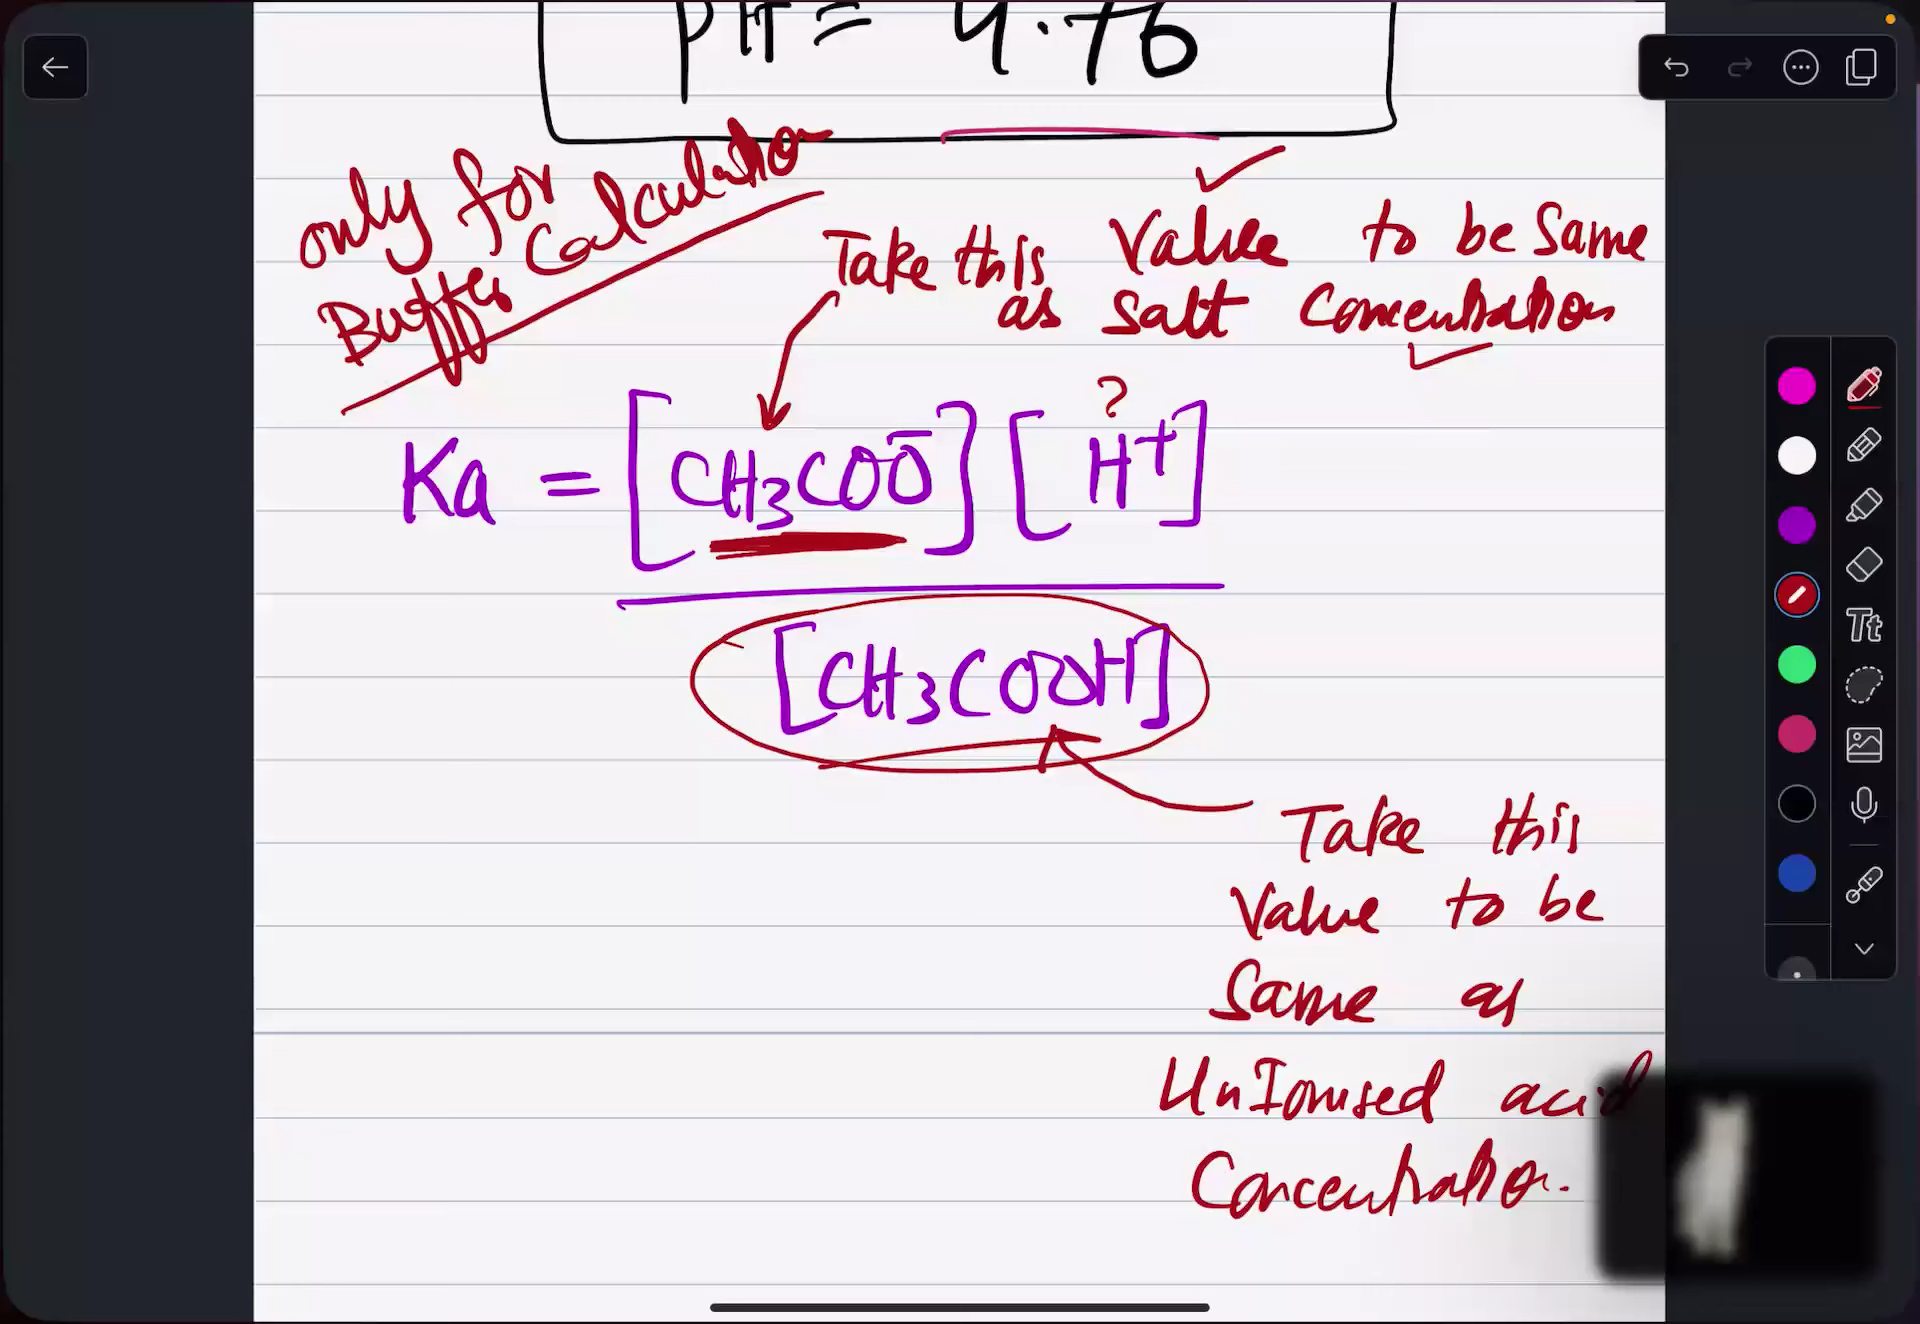 pH = 4.76
only for
Buffer Calculation
Take this Value to be Same
as Salt Concentration
?
Ka = [CH3COO-] [H+]
[CH3COOH]
Take this
Value to be
Same as
UnIonised acid
Concentration.
Tt